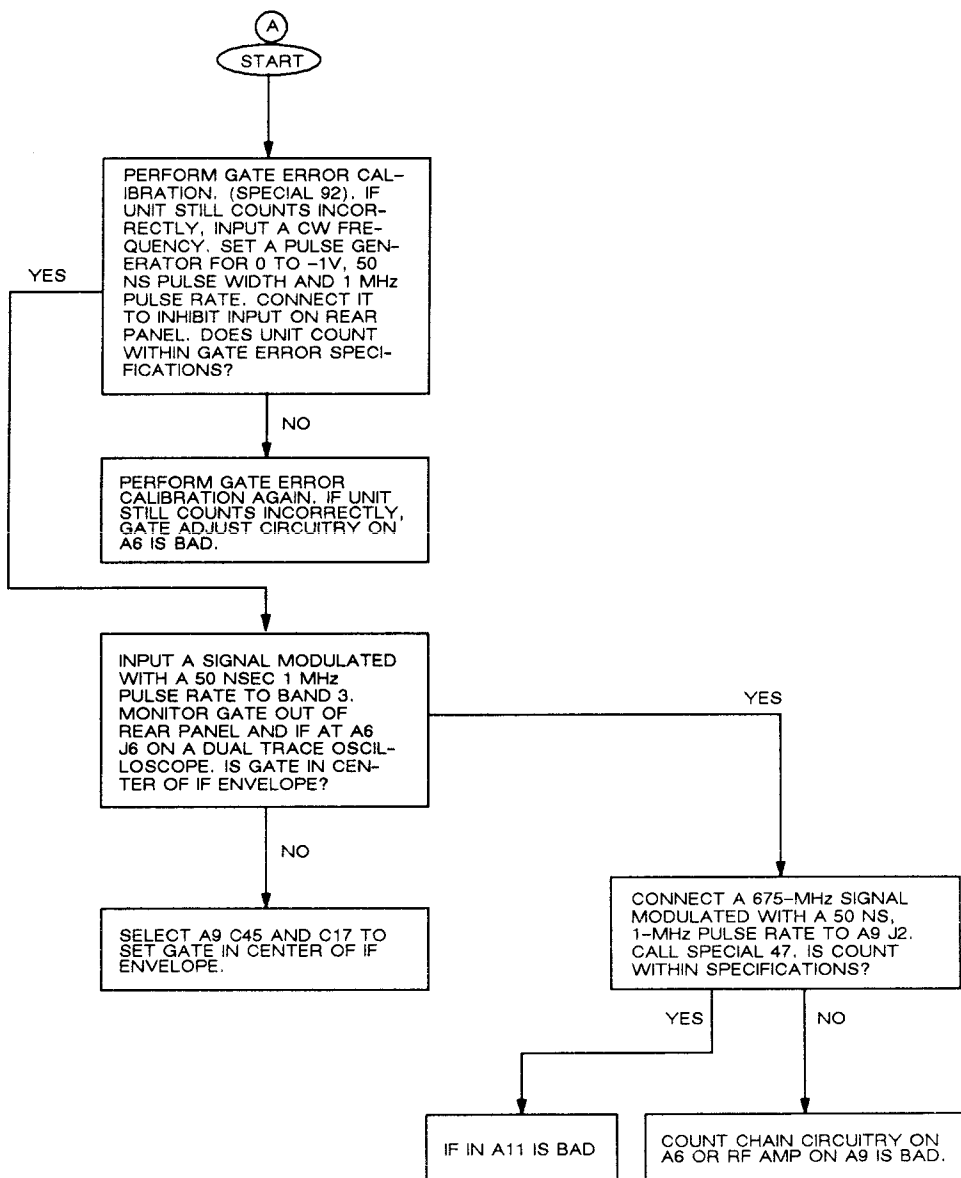 A
START
PERFORM GATE ERROR CAL-
IBRATION. (SPECIAL 92). IF
UNIT STILL COUNTS INCOR-
RECTLY, INPUT A CW FRE-
QUENCY. SET A PULSE GEN-
ERATOR FOR 0 TO -1V, 50
NS PULSE WIDTH AND 1 MHz
PULSE RATE. CONNECT IT
TO INHIBIT INPUT ON REAR
PANEL. DOES UNIT COUNT
WITHIN GATE ERROR SPECI-
FICATIONS?
YES
NO
PERFORM GATE ERROR
CALIBRATION AGAIN. IF UNIT
STILL COUNTS INCORRECTLY,
GATE ADJUST CIRCUITRY ON
A6 IS BAD.
INPUT A SIGNAL MODULATED
WITH A 50 NSEC 1 MHz
PULSE RATE TO BAND 3.
MONITOR GATE OUT OF
REAR PANEL AND IF AT A6
J6 ON A DUAL TRACE OSCIL-
LOSCOPE. IS GATE IN CEN-
TER OF IF ENVELOPE?
YES
NO
SELECT A9 C45 AND C17 TO
SET GATE IN CENTER OF IF
ENVELOPE.
CONNECT A 675-MHz SIGNAL
MODULATED WITH A 50 NS,
1-MHz PULSE RATE TO A9 J2.
CALL SPECIAL 47. IS COUNT
WITHIN SPECIFICATIONS?
YES
NO
IF IN A11 IS BAD
COUNT CHAIN CIRCUITRY ON
A6 OR RF AMP ON A9 IS BAD.